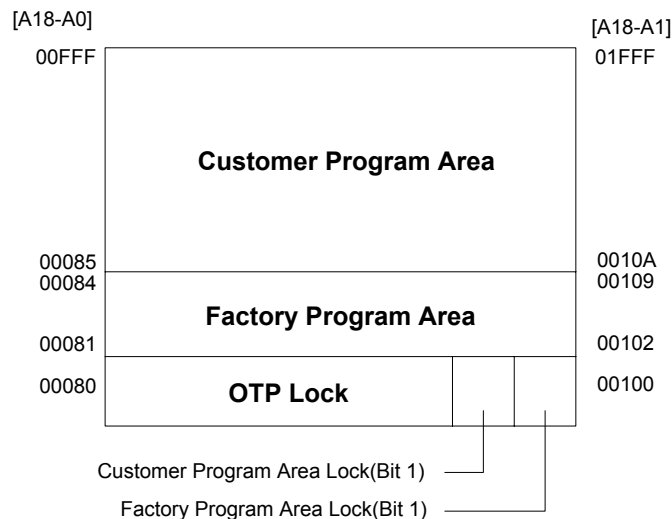 [A18-A0]
[A18-A1]
00FFF
01FFF
Customer Program Area
00085
0010A
00084
00109
Factory Program Area
00081
00102
00080
OTP Lock
00100
Customer Program Area Lock(Bit 1)
Factory Program Area Lock(Bit 1)